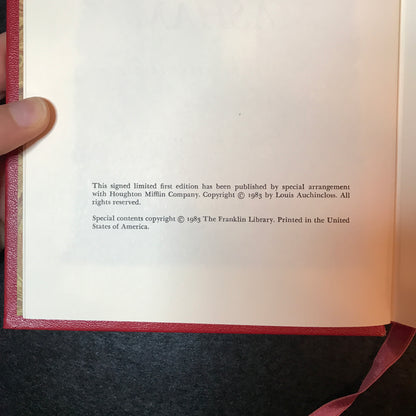 This signed limited first edition has been published by special arrangement
with Houghton Mifflin Company. Copyright © 1985 by Louis Auchincloss. All
rights reserved.
Special contents copyright © 1985 The Franklin Library. Printed in the United
States of America.